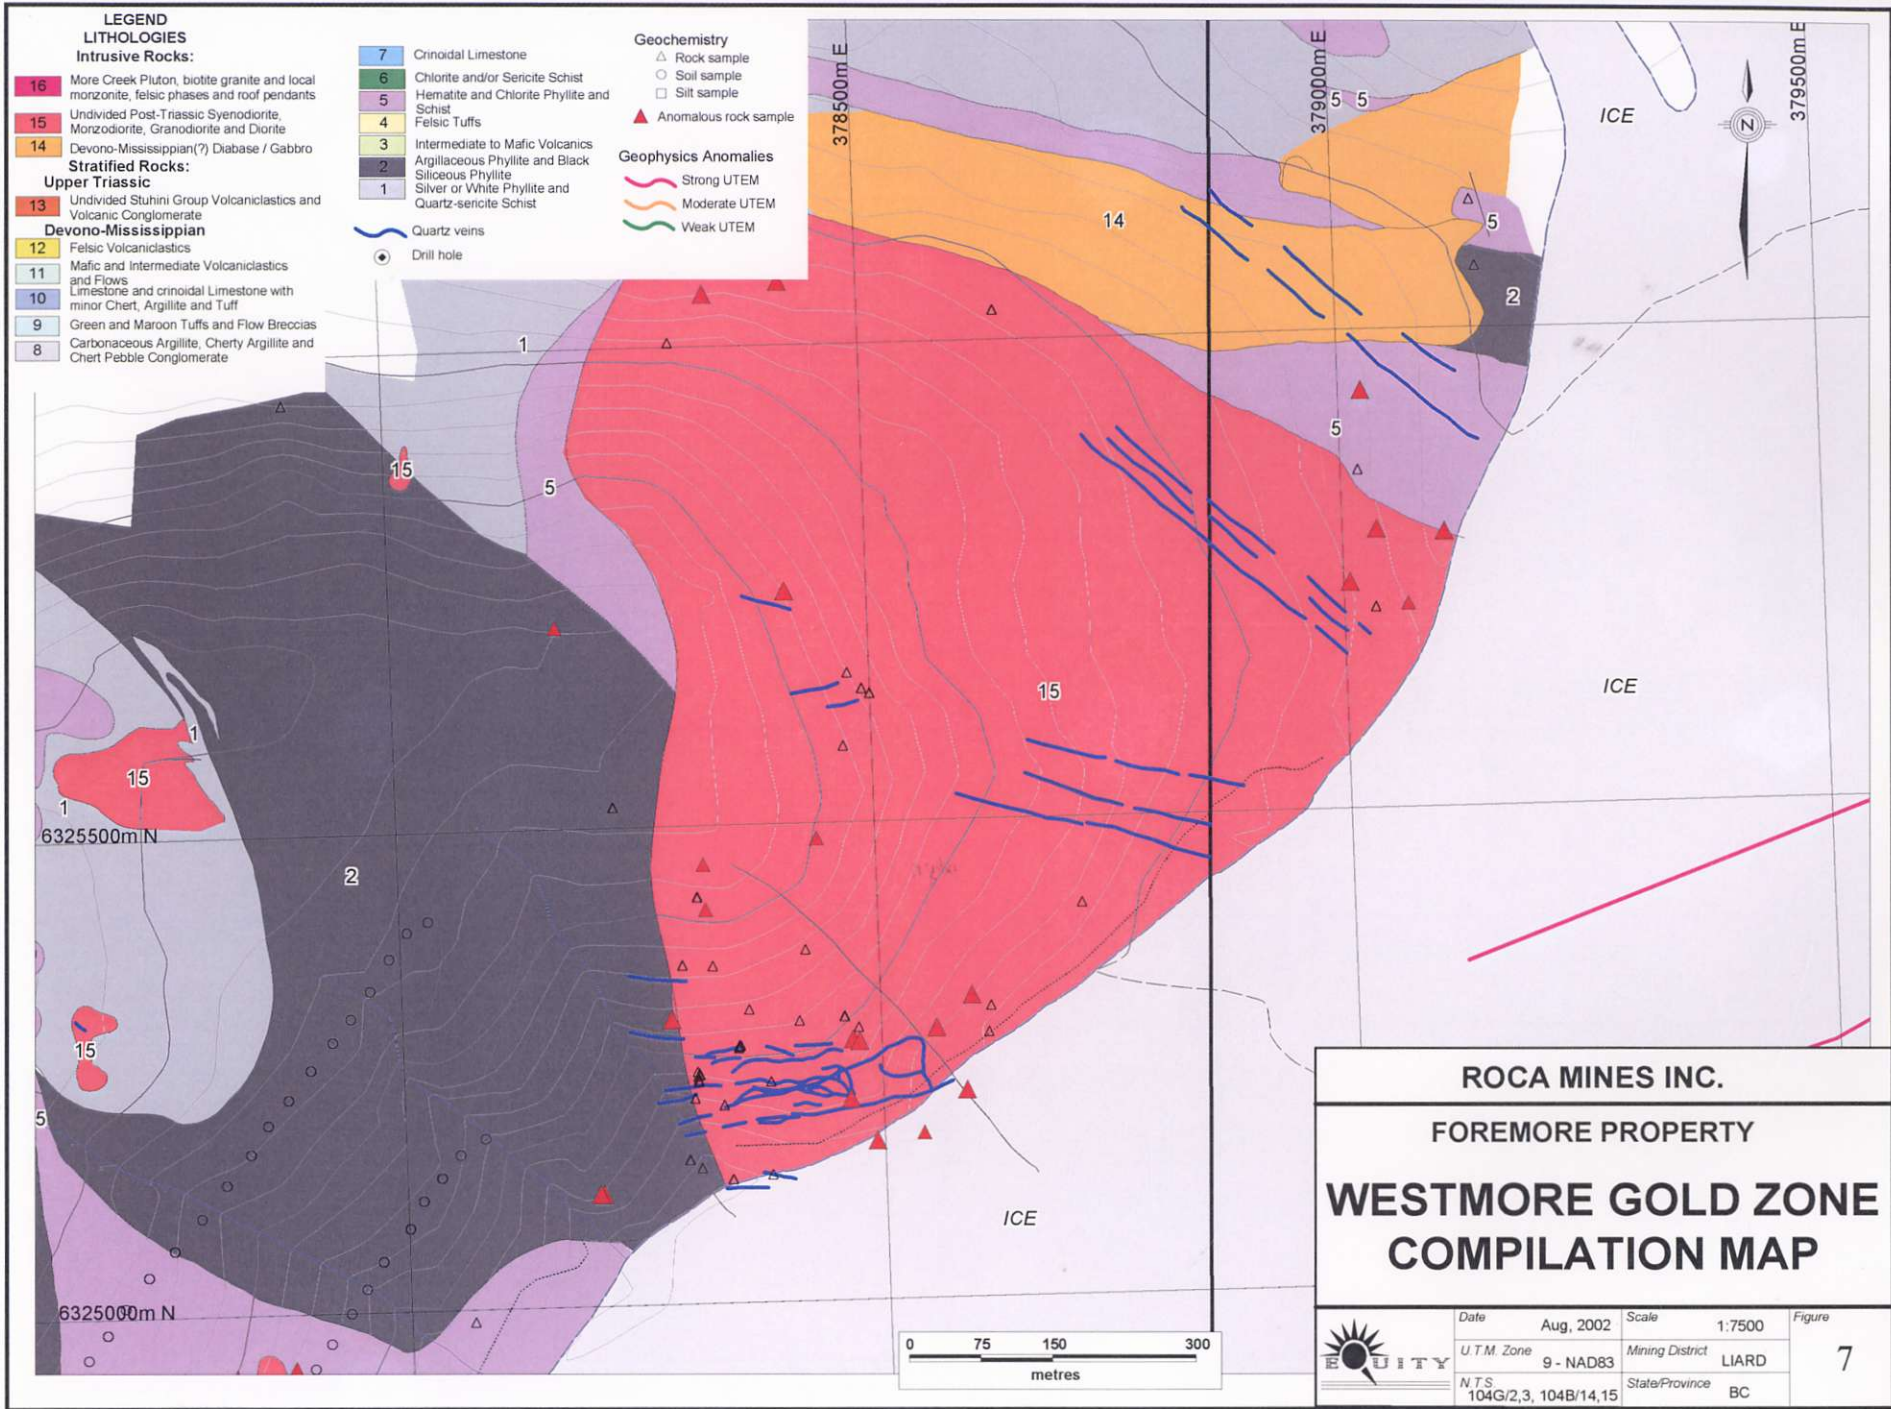 LEGEND
LITHOLOGIES
Intrusive Rocks:
16 More Creek Pluton, biotite granite and local
monzonite, felsic phases and roof pendants
15 Undivided Post-Triassic Syenodiorite,
Monzodiorite, Granodiorite and Diorite
14 Devono-Mississippian(?) Diabase / Gabbro
Stratified Rocks:
Upper Triassic
13 Undivided Stuhini Group Volcaniclastics and
Volcanic Conglomerate
Devono-Mississippian
12 Felsic Volcaniclastics
11 Mafic and Intermediate Volcaniclastics
and Flows
10 Limestone and crinoidal Limestone with
minor Chert, Argillite and Tuff
9 Green and Maroon Tuffs and Flow Breccias
8 Carbonaceous Argillite, Cherty Argillite and
Chert Pebble Conglomerate
7 Crinoidal Limestone
6 Chlorite and/or Sericite Schist
5 Hematite and Chlorite Phyllite and
Schist
4 Felsic Tuffs
3 Intermediate to Mafic Volcanics
2 Argillaceous Phyllite and Black
Siliceous Phyllite
1 Silver or White Phyllite and
Quartz-sericite Schist
Quartz veins
Drill hole
Geochemistry
Rock sample
Soil sample
Silt sample
Anomalous rock sample
Geophysics Anomalies
Strong UTEM
Moderate UTEM
Weak UTEM
378500m E
379000m E
379500m E
N
5 5
ICE
14
5
2
1
5
15
5
ICE
15
1
15
1
6325500m N
2
15
5
ICE
6325000m N
0 75 150 300
metres
ROCA MINES INC.
FOREMORE PROPERTY
WESTMORE GOLD ZONE
COMPILATION MAP
EQUITY
Date Aug, 2002
Scale 1:7500
Figure 7
U.T.M. Zone 9 - NAD83
Mining District LIARD
N.T.S. 104G/2,3, 104B/14,15
State/Province BC